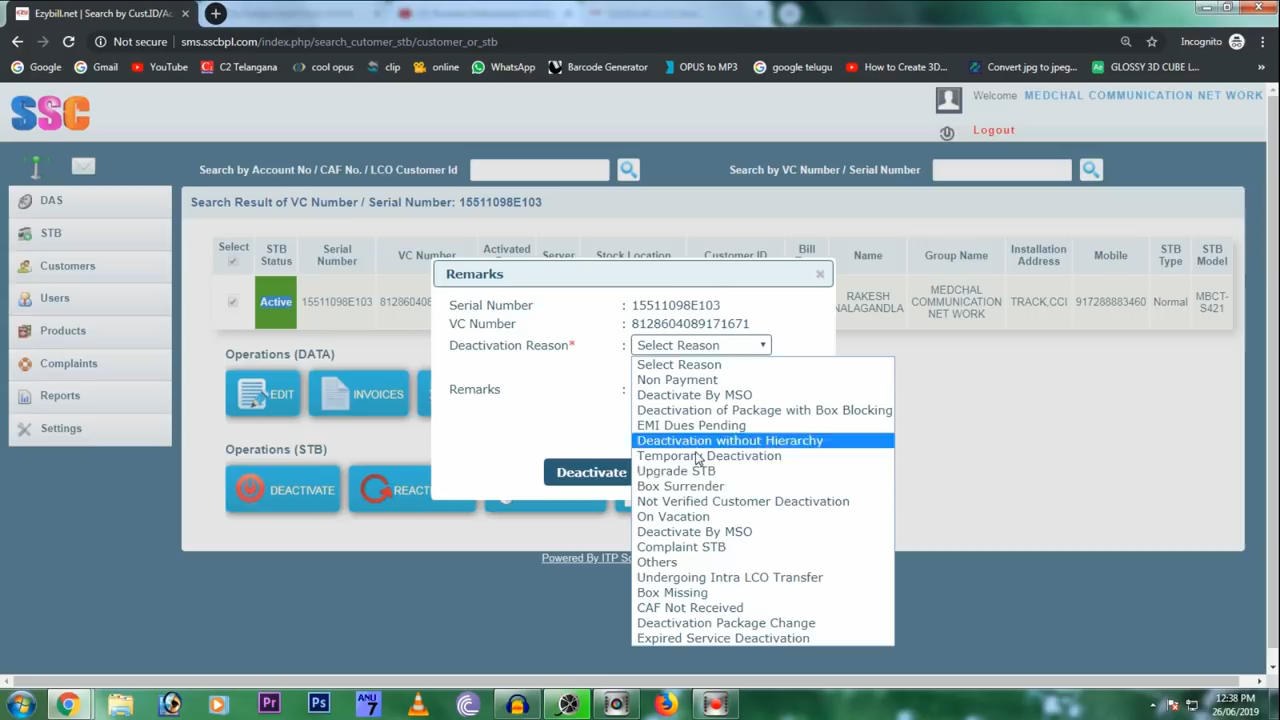 Ezybill.net | Search by Cust.ID/Ac
Not secure | sms.sscbpl.com/index.php/search_cutomer_stb/customer_or_stb
Incognito
Google Gmail YouTube C2 Telangana cool opus clip online WhatsApp Barcode Generator OPUS to MP3 google telugu How to Create 3D... Convert jpg to jpeg... GLOSSY 3D CUBE L... »
SSC
Welcome MEDCHAL COMMUNICATION NET WORK
Logout
Search by Account No / CAF No. / LCO Customer Id
Search by VC Number / Serial Number
DAS
STB
Customers
Users
Products
Complaints
Reports
Settings
Search Result of VC Number / Serial Number: 15511098E103
Select STB Status Serial Number VC Number Activated Server Stock Location Customer ID Bill Name Group Name Installation Address Mobile STB Type STB Model
Active 15511098E103 81286040 RAKESH NALAGANDLA MEDCHAL COMMUNICATION NET WORK TRACK,CCI 917288883460 Normal MBCT-S421
Operations (DATA)
EDIT INVOICES
Operations (STB)
DEACTIVATE REACT
Powered By ITP So
Remarks ×
Serial Number : 15511098E103
VC Number : 8128604089171671
Deactivation Reason* : Select Reason
Remarks :
Deactivate
Select Reason
Non Payment
Deactivate By MSO
Deactivation of Package with Box Blocking
EMI Dues Pending
Deactivation without Hierarchy
Temporary Deactivation
Upgrade STB
Box Surrender
Not Verified Customer Deactivation
On Vacation
Deactivate By MSO
Complaint STB
Others
Undergoing Intra LCO Transfer
Box Missing
CAF Not Received
Deactivation Package Change
Expired Service Deactivation
Pr Ps ANU 7
12:38 PM
26/06/2019